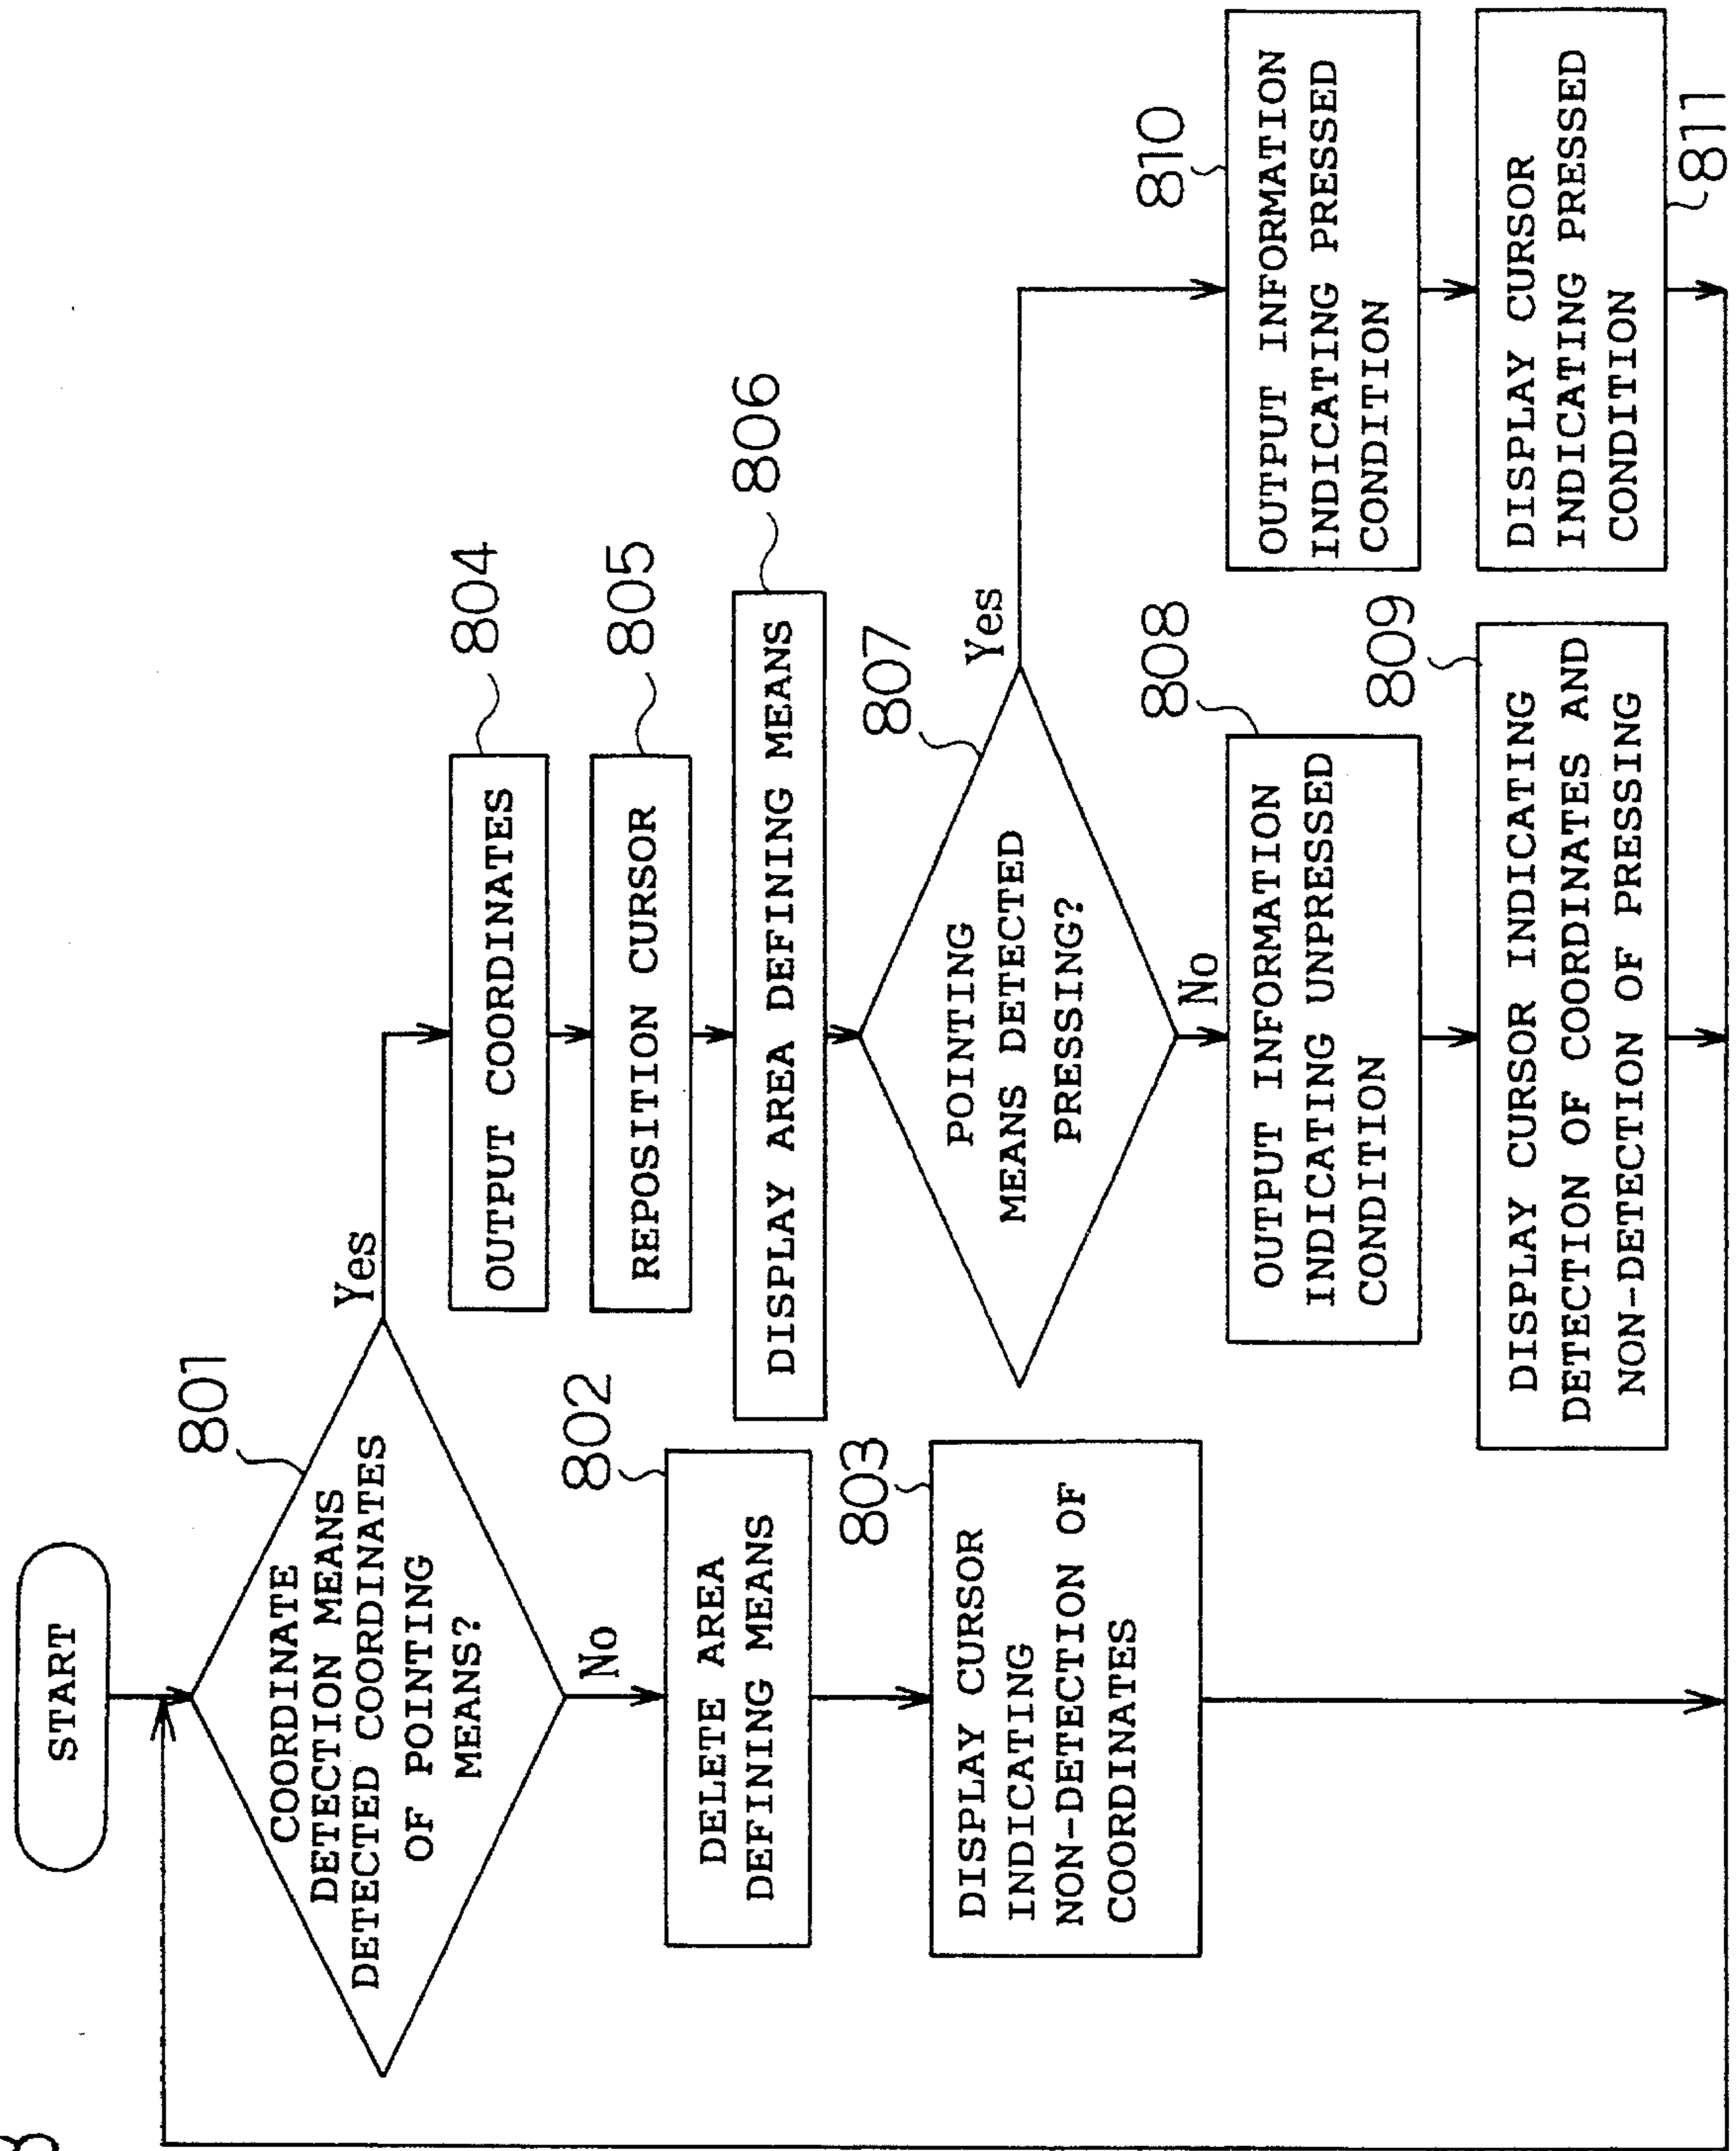 8
START
801
COORDINATE
DETECTION MEANS
DETECTED COORDINATES
OF POINTING
MEANS?
Yes
No
802
DELETE AREA
DEFINING MEANS
803
DISPLAY CURSOR
INDICATING
NON-DETECTION OF
COORDINATES
804
OUTPUT COORDINATES
805
REPOSITION CURSOR
806
DISPLAY AREA DEFINING MEANS
807
POINTING
MEANS DETECTED
PRESSING?
Yes
No
808
OUTPUT INFORMATION
INDICATING UNPRESSED
CONDITION
809
DISPLAY CURSOR INDICATING
DETECTION OF COORDINATES AND
NON-DETECTION OF PRESSING
810
OUTPUT INFORMATION
INDICATING PRESSED
CONDITION
DISPLAY CURSOR
INDICATING PRESSED
CONDITION
811